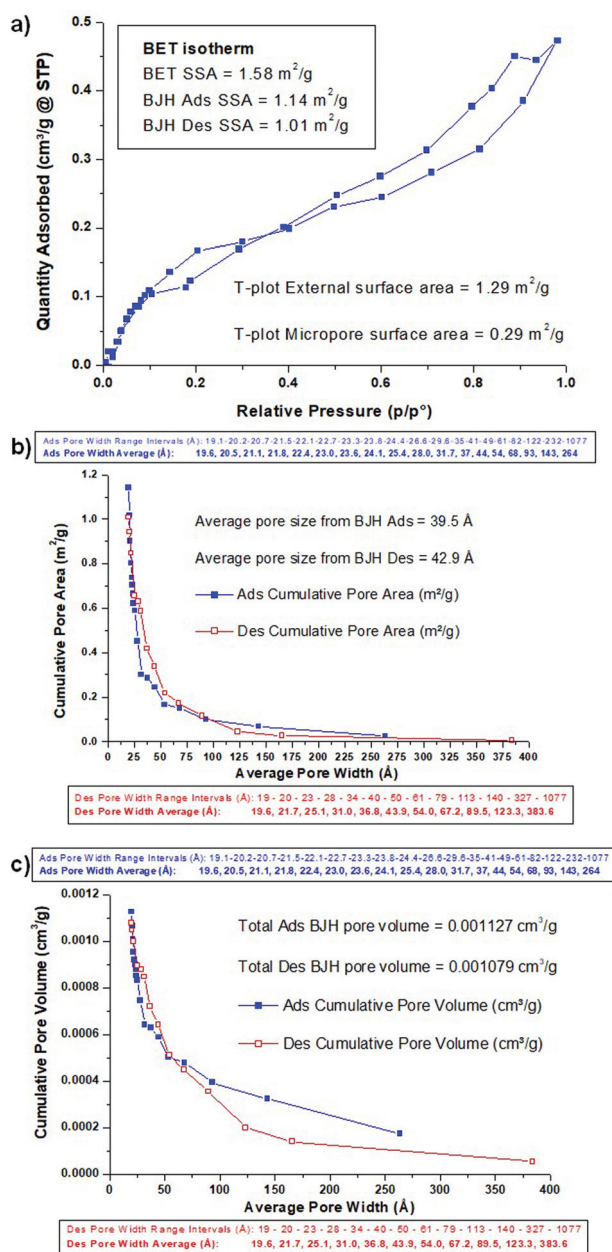 a)
BET isotherm
BET SSA = 1.58 m²/g
BJH Ads SSA = 1.14 m²/g
BJH Des SSA = 1.01 m²/g
Quantity Adsorbed (cm³/g @ STP)
0.5
0.4
0.3
0.2
0.1
0.0
T-plot External surface area = 1.29 m²/g
T-plot Micropore surface area = 0.29 m²/g
0.0 0.2 0.4 0.6 0.8 1.0
Relative Pressure (p/p°)
b)
Ads Pore Width Range Intervals (Å): 19.1-20.2-20.7-21.5-22.1-22.7-23.3-23.8-24.4-26.6-29.6-35-41-49-61-82-122-232-1077
Ads Pore Width Average (Å): 19.6, 20.5, 21.1, 21.8, 22.4, 23.0, 23.6, 24.1, 25.4, 28.0, 31.7, 37, 44, 54, 68, 93, 143, 264
Cumulative Pore Area (m²/g)
1.2
1.0
0.8
0.6
0.4
0.2
0.0
Average pore size from BJH Ads = 39.5 Å
Average pore size from BJH Des = 42.9 Å
Ads Cumulative Pore Area (m²/g)
Des Cumulative Pore Area (m²/g)
0 25 50 75 100 125 150 175 200 225 250 275 300 325 350 375 400
Average Pore Width (Å)
Des Pore Width Range Intervals (Å): 19 - 20 - 23 - 28 - 34 - 40 - 50 - 61 - 79 - 113 - 140 - 327 - 1077
Des Pore Width Average (Å): 19.6, 21.7, 25.1, 31.0, 36.8, 43.9, 54.0, 67.2, 89.5, 123.3, 383.6
c)
Ads Pore Width Range Intervals (Å): 19.1-20.2-20.7-21.5-22.1-22.7-23.3-23.8-24.4-26.6-29.6-35-41-49-61-82-122-232-1077
Ads Pore Width Average (Å): 19.6, 20.5, 21.1, 21.8, 22.4, 23.0, 23.6, 24.1, 25.4, 28.0, 31.7, 37, 44, 54, 68, 93, 143, 264
Cumulative Pore Volume (cm³/g)
0.0012
0.0010
0.0008
0.0006
0.0004
0.0002
0.0000
Total Ads BJH pore volume = 0.001127 cm³/g
Total Des BJH pore volume = 0.001079 cm³/g
Ads Cumulative Pore Volume (cm³/g)
Des Cumulative Pore Volume (cm³/g)
0 50 100 150 200 250 300 350 400
Average Pore Width (Å)
Des Pore Width Range Intervals (Å): 19 - 20 - 23 - 28 - 34 - 40 - 50 - 61 - 79 - 113 - 140 - 327 - 1077
Des Pore Width Average (Å): 19.6, 21.7, 25.1, 31.0, 36.8, 43.9, 54.0, 67.2, 89.5, 123.3, 383.6